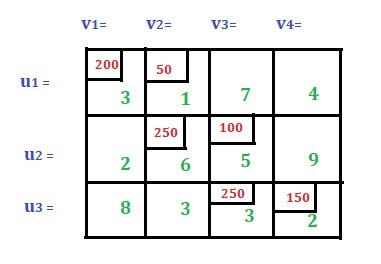 v1= v2= v3= v4=
200 50
u1 = 3 1 7 4
250 100
u2 = 2 6 5 9
250 150
u3 = 8 3 3 2